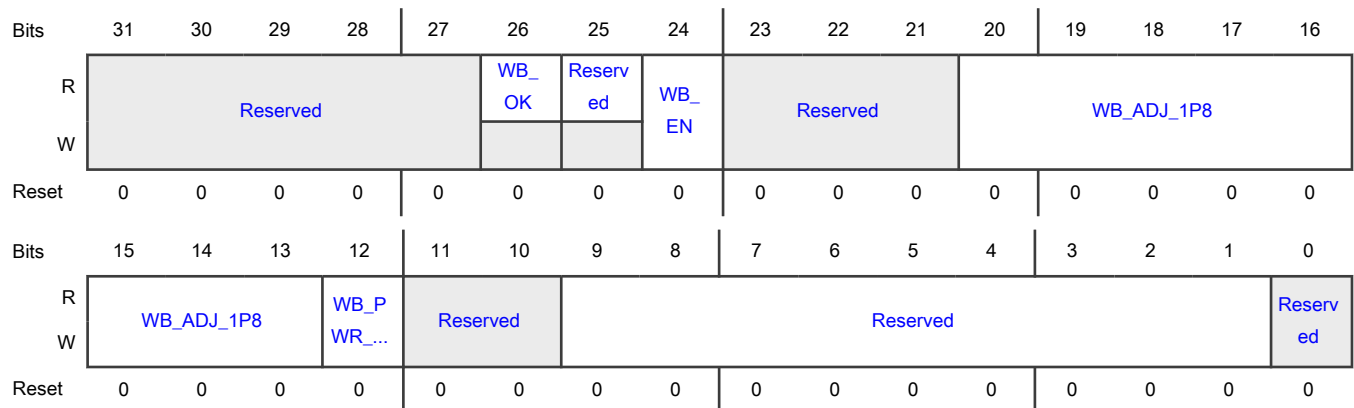 Bits 31 30 29 28 27 26 25 24 23 22 21 20 19 18 17 16
R Reserved WB_ OK Reserv ed WB_ EN Reserved WB_ADJ_1P8
W
Reset 0 0 0 0 0 0 0 0 0 0 0 0 0 0 0 0
Bits 15 14 13 12 11 10 9 8 7 6 5 4 3 2 1 0
R WB_ADJ_1P8 WB_P WR_... Reserved Reserved Reserv ed
W
Reset 0 0 0 0 0 0 0 0 0 0 0 0 0 0 0 0